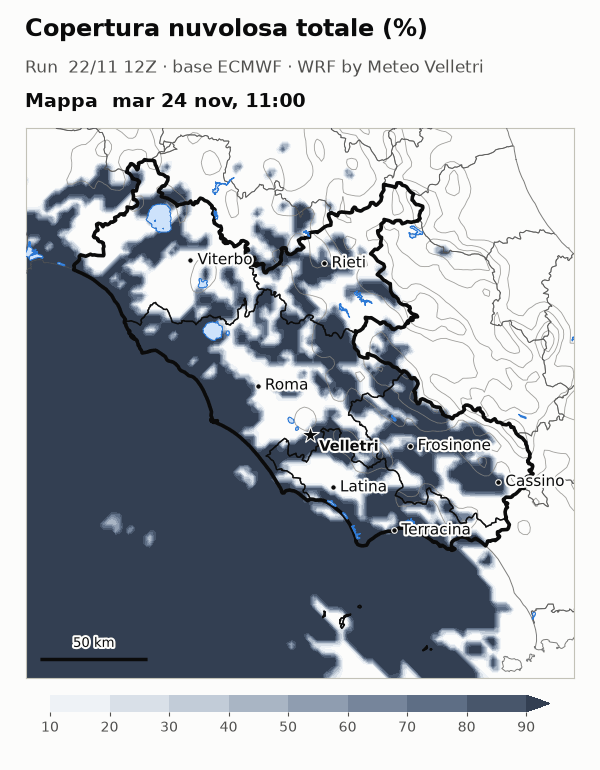 Copertura nuvolosa totale (%)
Run  22/11 12Z · base ECMWF · WRF by Meteo Velletri
Mappa  mar 24 nov, 11:00
Viterbo
Rieti
Roma
Velletri
Frosinone
Cassino
Latina
Terracina
50 km
10 20 30 40 50 60 70 80 90